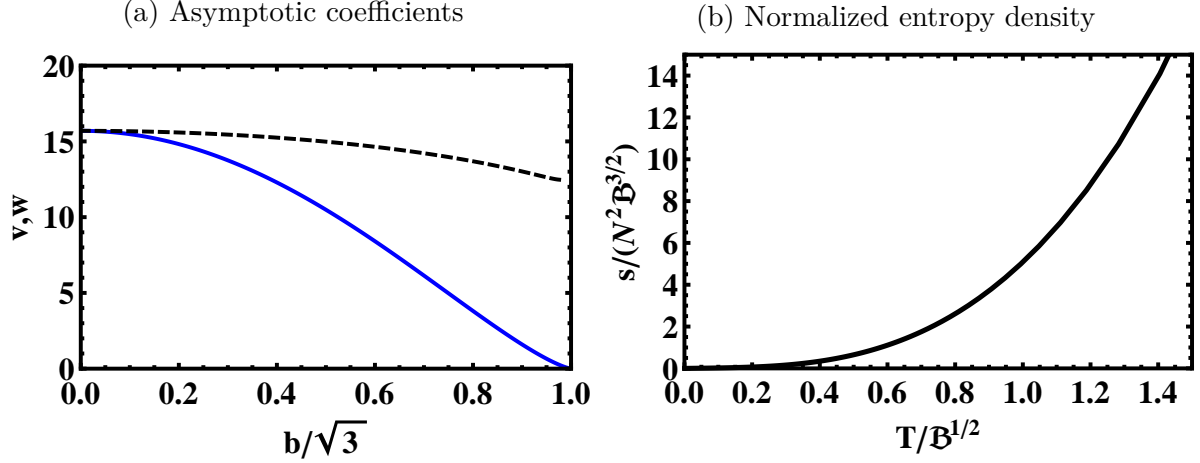 (a) Asymptotic coefficients
20
15
10
5
0
v,w
0.0 0.2 0.4 0.6 0.8 1.0
b/√3
(b) Normalized entropy density
14
12
10
8
6
4
2
0
s/(N²𝓑^{3/2})
0.0 0.2 0.4 0.6 0.8 1.0 1.2 1.4
T/𝓑^{1/2}